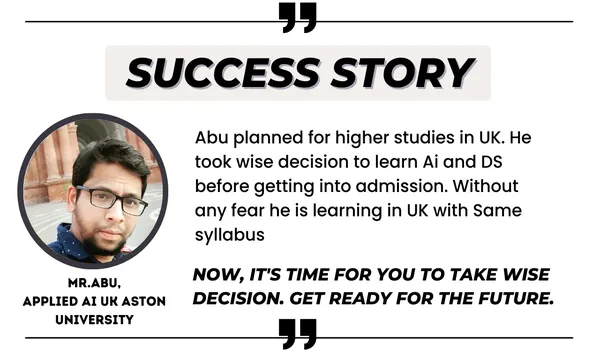 SUCCESS STORY
Abu planned for higher studies in UK. He
took wise decision to learn Ai and DS
before getting into admission. Without
any fear he is learning in UK with Same
syllabus
NOW, IT'S TIME FOR YOU TO TAKE WISE
DECISION. GET READY FOR THE FUTURE.
MR.ABU,
APPLIED AI UK ASTON
UNIVERSITY